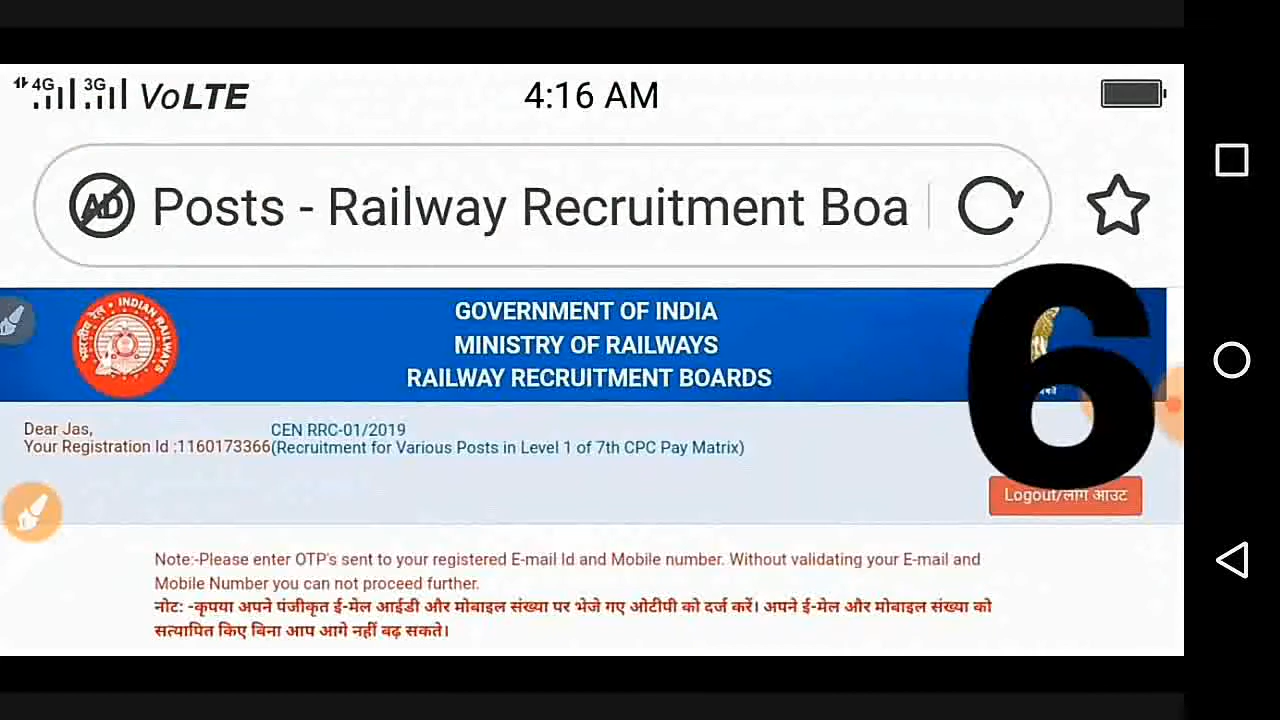 4G 3G VoLTE 4:16 AM
AD Posts - Railway Recruitment Boa
INDIAN RAILWAYS
भारतीय रेल
GOVERNMENT OF INDIA
MINISTRY OF RAILWAYS
RAILWAY RECRUITMENT BOARDS
6
Dear Jas,
Your Registration Id :1160173366
CEN RRC-01/2019
(Recruitment for Various Posts in Level 1 of 7th CPC Pay Matrix)
Logout/लॉग आउट
Note:-Please enter OTP's sent to your registered E-mail Id and Mobile number. Without validating your E-mail and
Mobile Number you can not proceed further.
नोट: -कृपया अपने पंजीकृत ई-मेल आईडी और मोबाइल संख्या पर भेजे गए ओटीपी को दर्ज करें। अपने ई-मेल और मोबाइल संख्या को
सत्यापित किए बिना आप आगे नहीं बढ़ सकते।